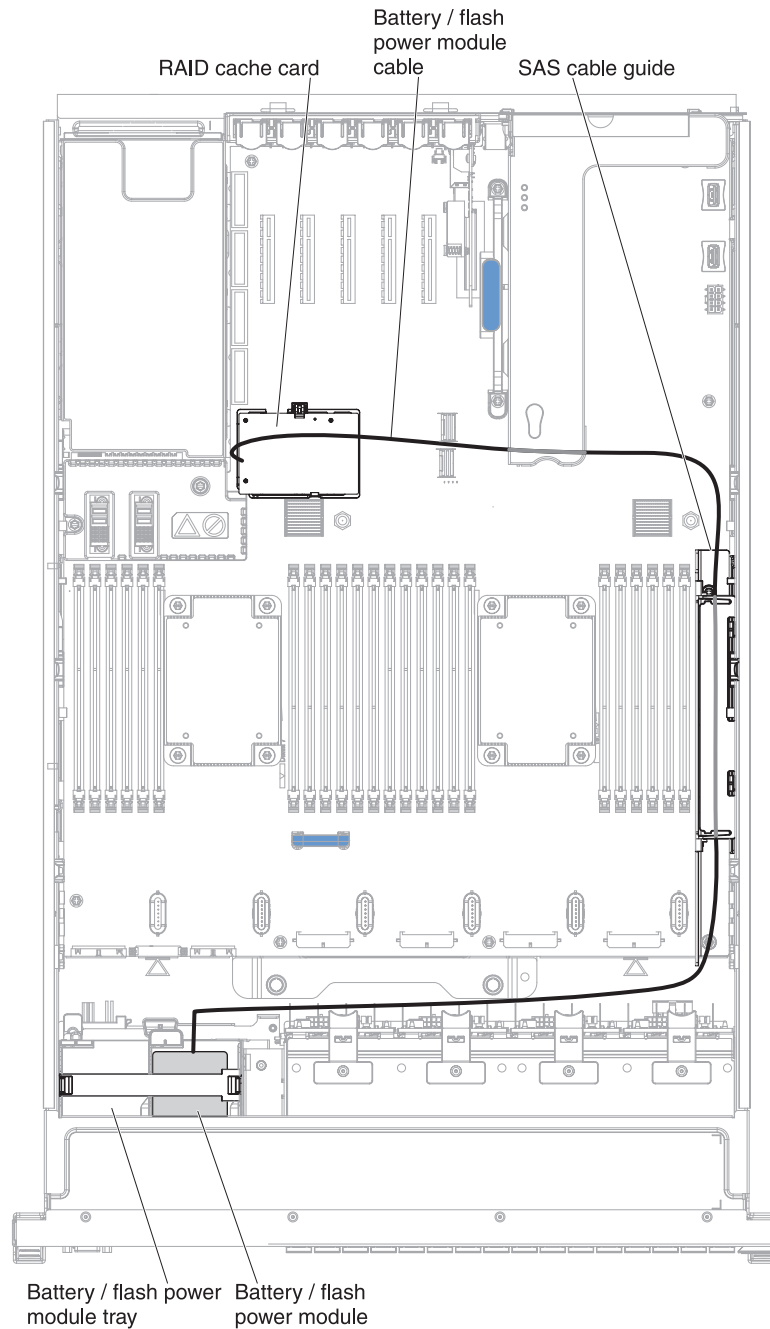 Battery / flash
power module
cable
RAID cache card
SAS cable guide
Battery / flash power
module tray
Battery / flash
power module